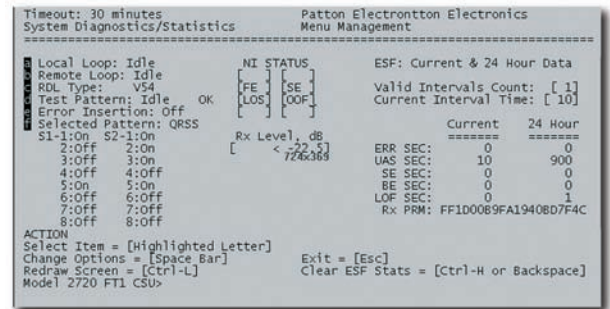 Timeout: 30 minutes Patton Electrontton Electronics
System Diagnostics/Statistics Menu Management
================================================
a Local Loop: Idle NI STATUS ESF: Current & 24 Hour Data
b Remote Loop: Idle [ ] [ ]
c RDL Type: V54 [FE ] [SE ] Valid Intervals Count: [ 1]
d Test Pattern: Idle OK [LOS] [OOF] Current Interval Time: [ 10]
e Error Insertion: Off [ ] [ ]
f Selected Pattern: QRSS Current 24 Hour
S1-1:On S2-1:On Rx Level, dB ======= =======
2:Off 2:On [ < -22.5] ERR SEC: 0 0
3:Off 3:On 724x369 UAS SEC: 10 900
4:Off 4:Off SE SEC: 0 0
5:On 5:On BE SEC: 0 0
6:Off 6:Off LOF SEC: 0 1
7:Off 7:Off Rx PRM: FF1D00B9FA1940BD7F4C
8:Off 8:Off
ACTION
Select Item = [Highlighted Letter]
Change Options = [Space Bar] Exit = [Esc]
Redraw Screen = [Ctrl-L] Clear ESF Stats = [Ctrl-H or Backspace]
Model 2720 FT1 CSU>